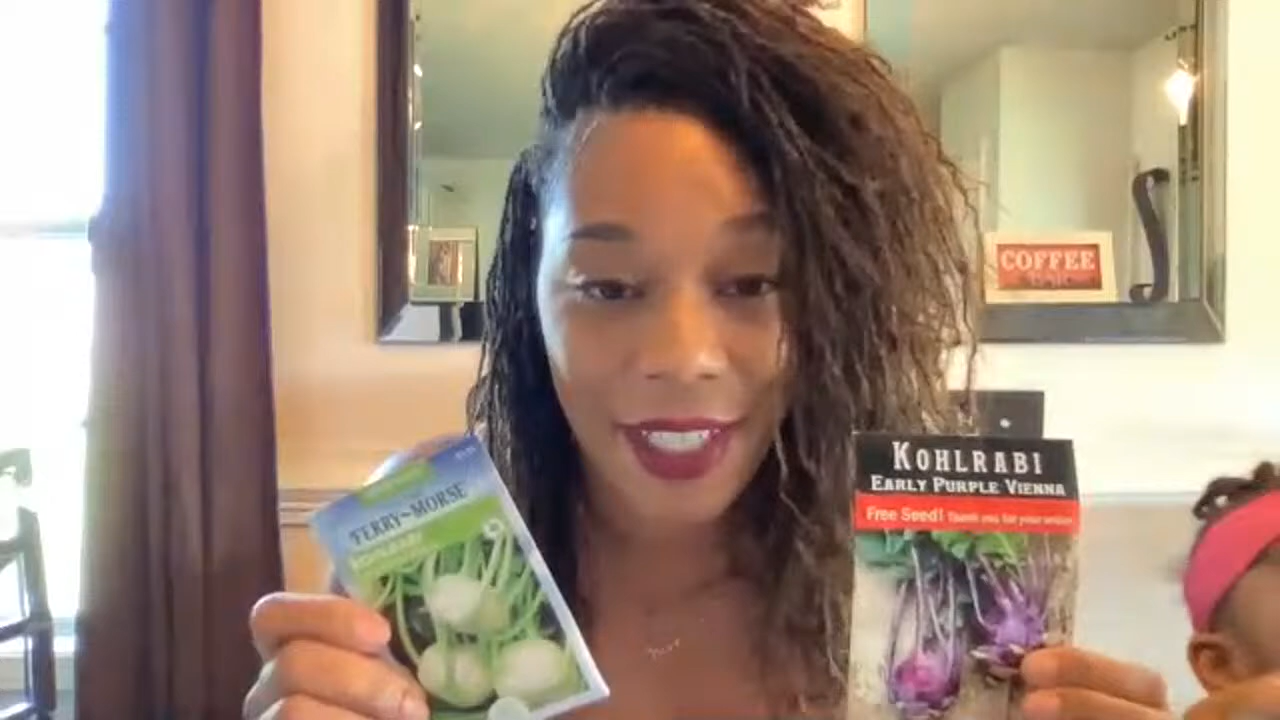 COFFEE
FERRY~MORSE
KOHLRABI
EARLY PURPLE VIENNA
Free Seed! Thank you for your order